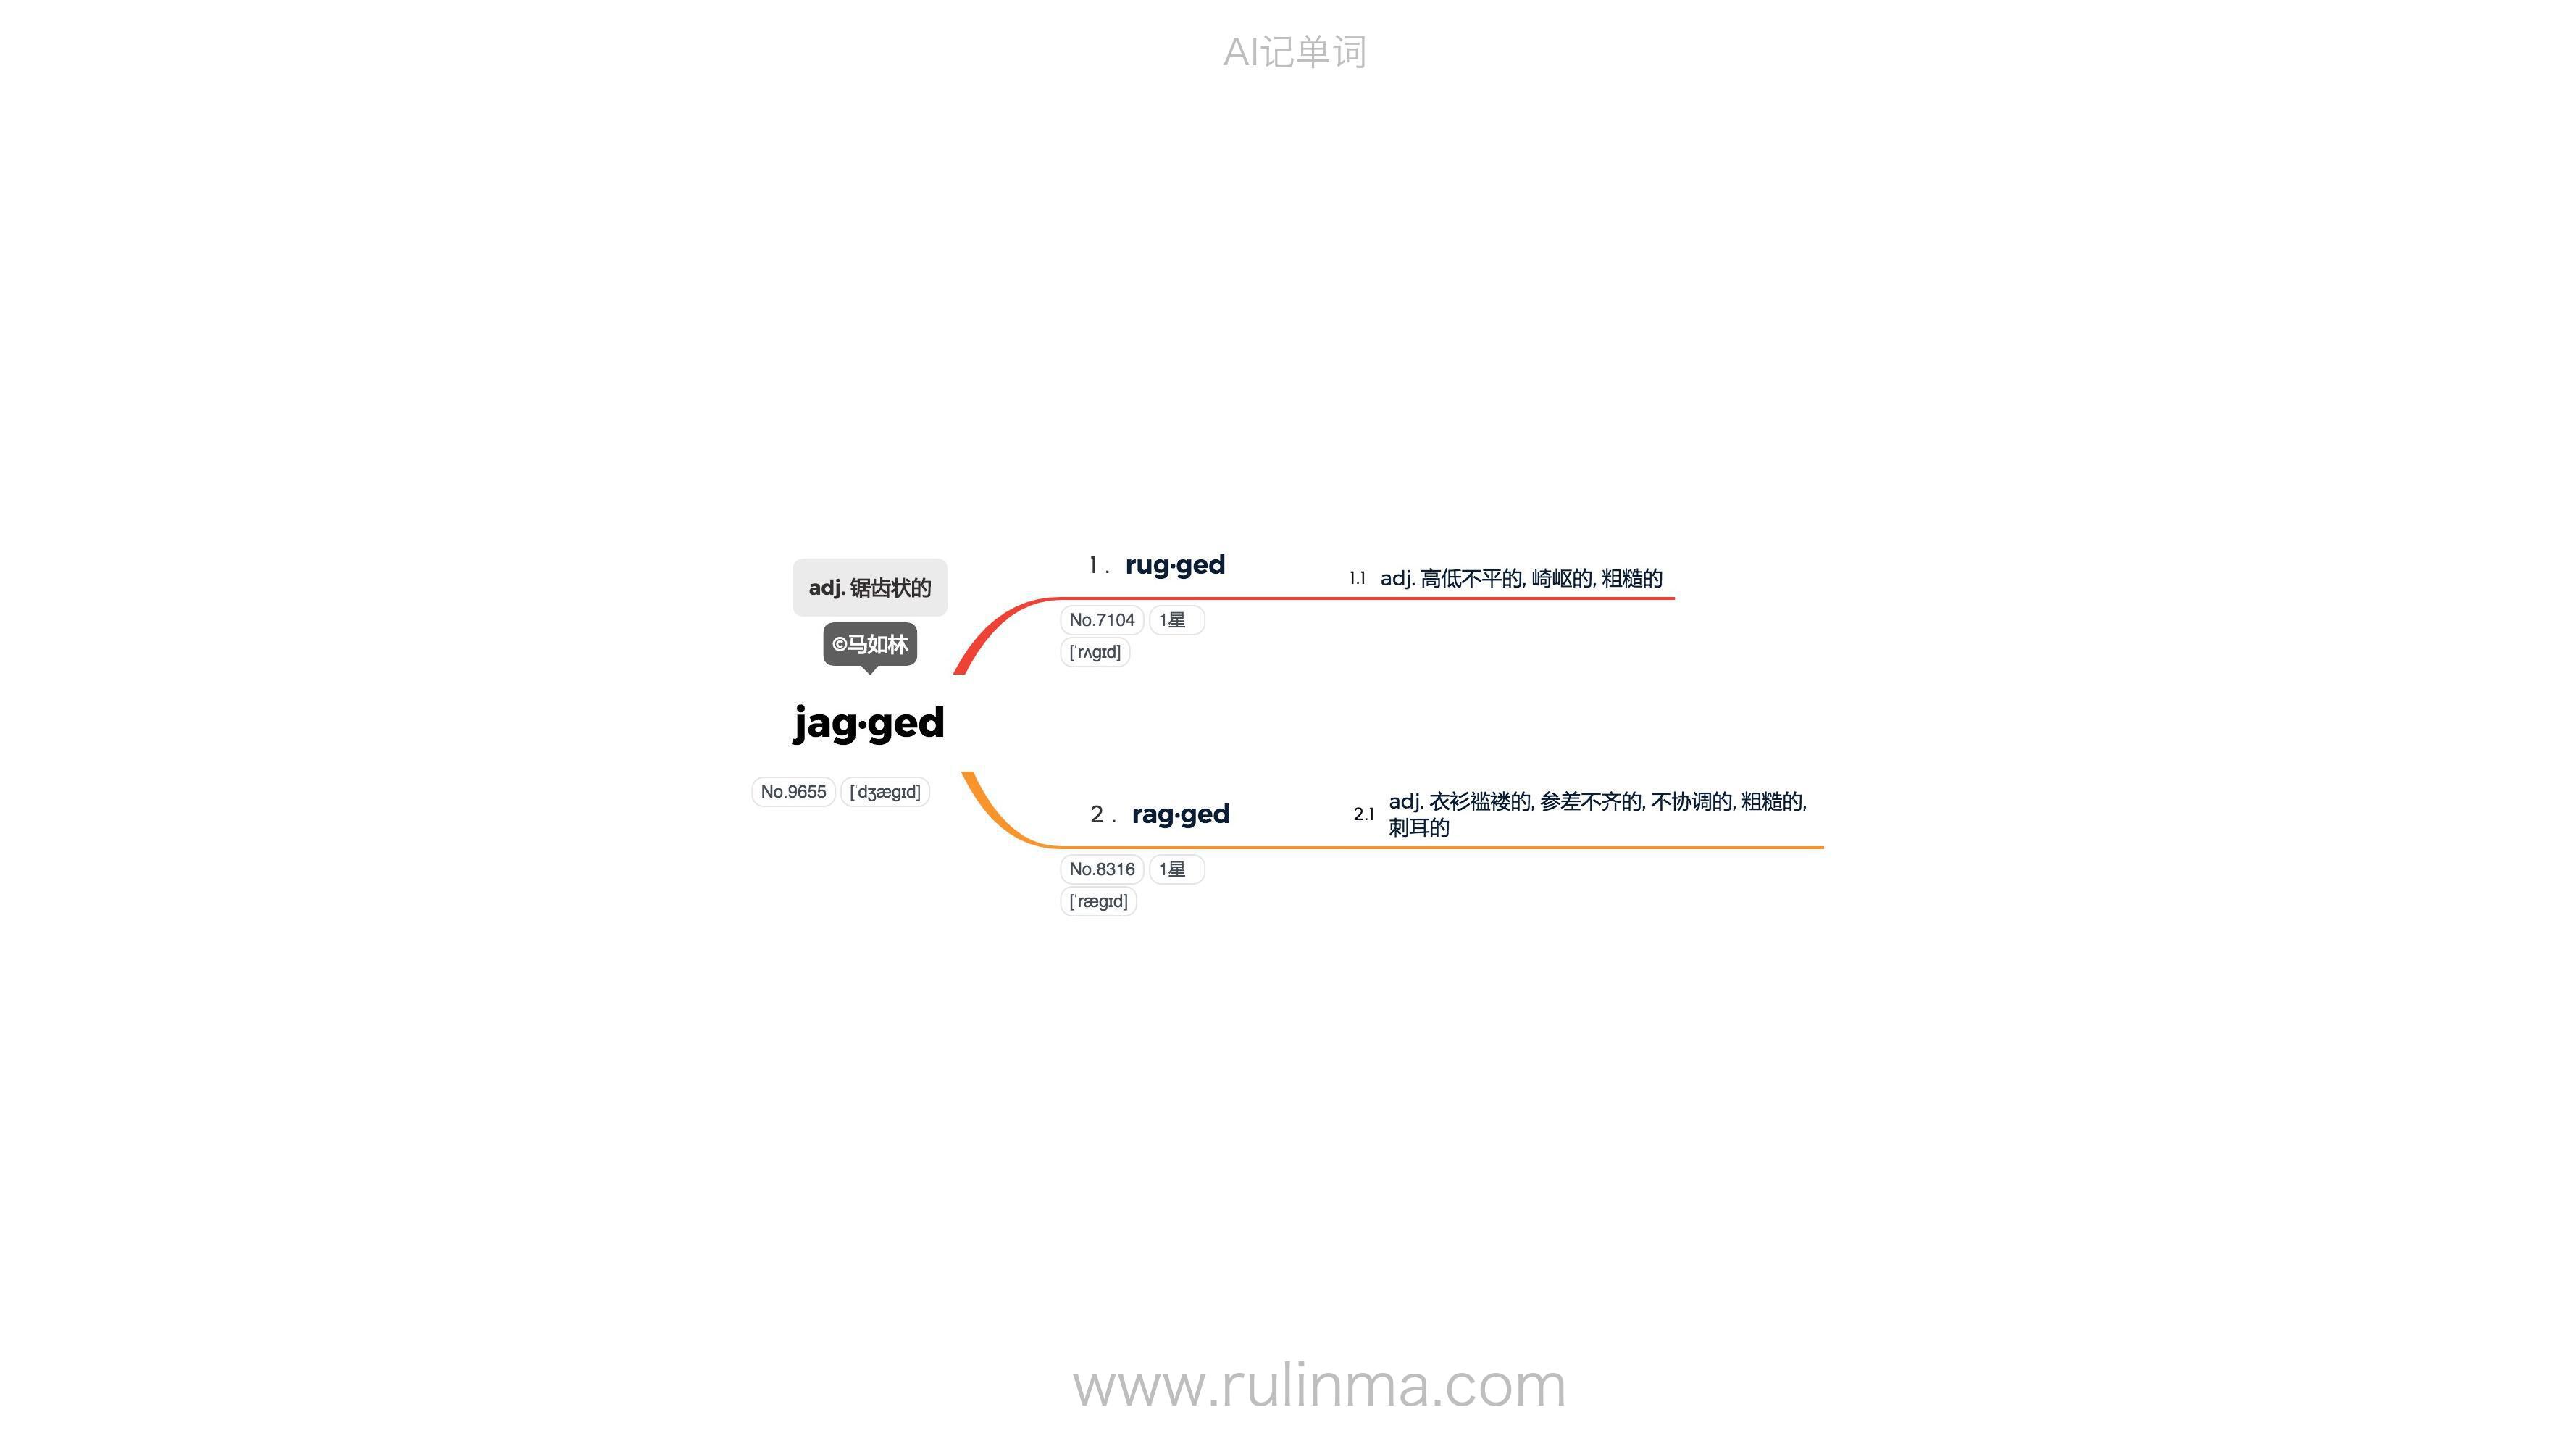 AI记单词
adj. 锯齿状的
©马如林
jag·ged
No.9655 [ˈdʒægɪd]
1. rug·ged
No.7104 1星
[ˈrʌgɪd]
1.1 adj. 高低不平的, 崎岖的, 粗糙的
2. rag·ged
No.8316 1星
[ˈrægɪd]
2.1 adj. 衣衫褴褛的, 参差不齐的, 不协调的, 粗糙的,
刺耳的
www.rulinma.com